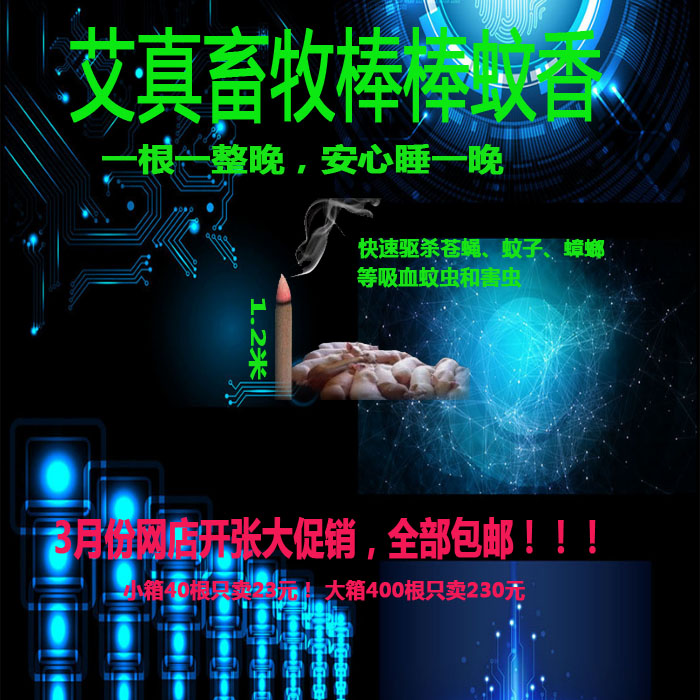 艾真畜牧棒棒蚊香
一根一整晚，安心睡一晚
快速驱杀苍蝇、蚊子、蟑螂
等吸血蚊虫和害虫
1.2米
3月份网店开张大促销，全部包邮！！！
小箱40根只卖23元！ 大箱400根只卖230元